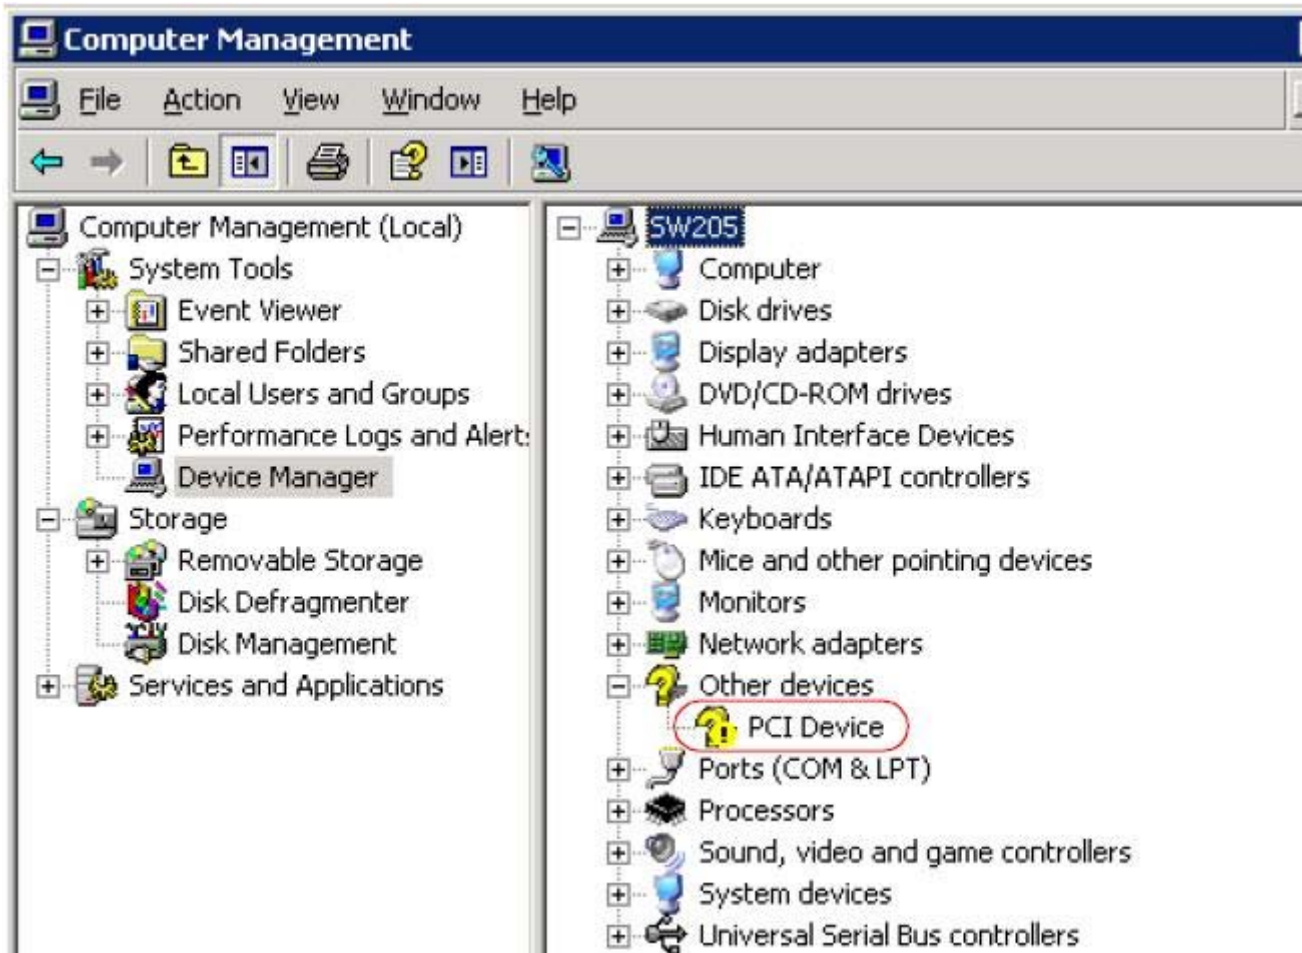 Computer Management
File Action View Window Help
Computer Management (Local)
System Tools
Event Viewer
Shared Folders
Local Users and Groups
Performance Logs and Alert
Device Manager
Storage
Removable Storage
Disk Defragmenter
Disk Management
Services and Applications
SW205
Computer
Disk drives
Display adapters
DVD/CD-ROM drives
Human Interface Devices
IDE ATA/ATAPI controllers
Keyboards
Mice and other pointing devices
Monitors
Network adapters
Other devices
PCI Device
Ports (COM & LPT)
Processors
Sound, video and game controllers
System devices
Universal Serial Bus controllers